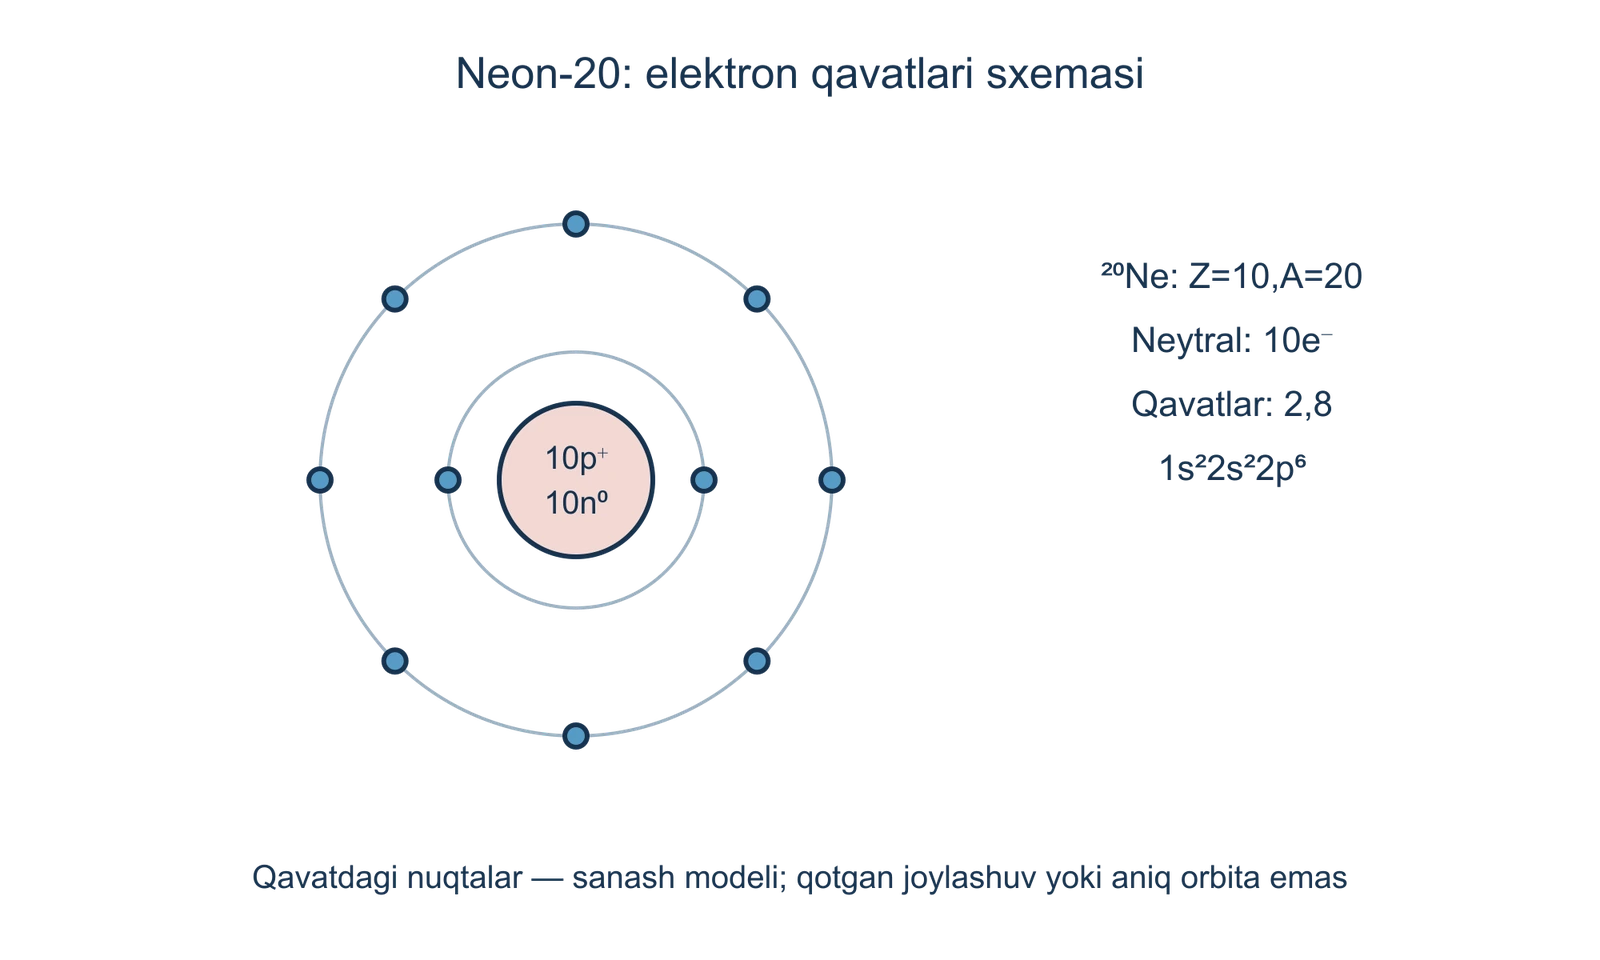 Neon-20: elektron qavatlari sxemasi
²⁰Ne: Z=10,A=20
Neytral: 10e⁻
Qavatlar: 2,8
1s²2s²2p⁶
10p⁺
10n⁰
Qavatdagi nuqtalar — sanash modeli; qotgan joylashuv yoki aniq orbita emas